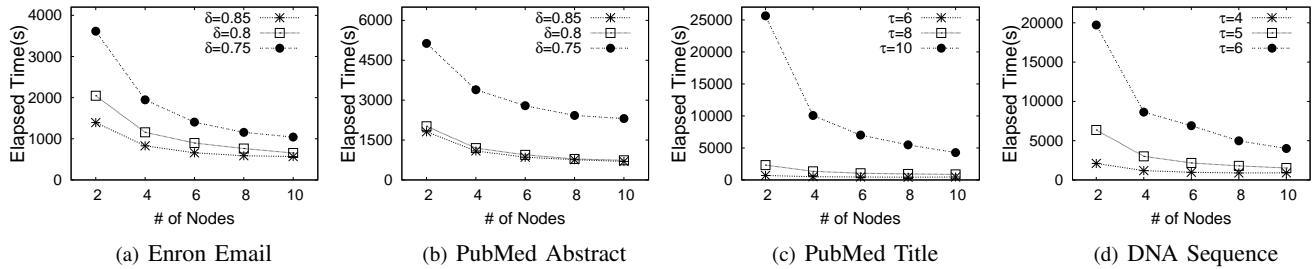 Elapsed Time(s)
4000
3000
2000
1000
0
2 4 6 8 10
# of Nodes
δ=0.85
δ=0.8
δ=0.75
(a) Enron Email
Elapsed Time(s)
6000
4500
3000
1500
0
2 4 6 8 10
# of Nodes
δ=0.85
δ=0.8
δ=0.75
(b) PubMed Abstract
Elapsed Time(s)
25000
20000
15000
10000
5000
0
2 4 6 8 10
# of Nodes
τ=6
τ=8
τ=10
(c) PubMed Title
Elapsed Time(s)
20000
15000
10000
5000
0
2 4 6 8 10
# of Nodes
τ=4
τ=5
τ=6
(d) DNA Sequence